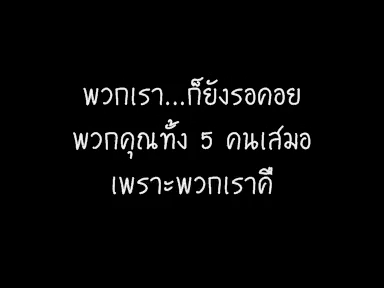 พวกเรา...ก็ยังรอคอย
พวกคุณทั้ง 5 คนเสมอ
เพราะพวกเราคื